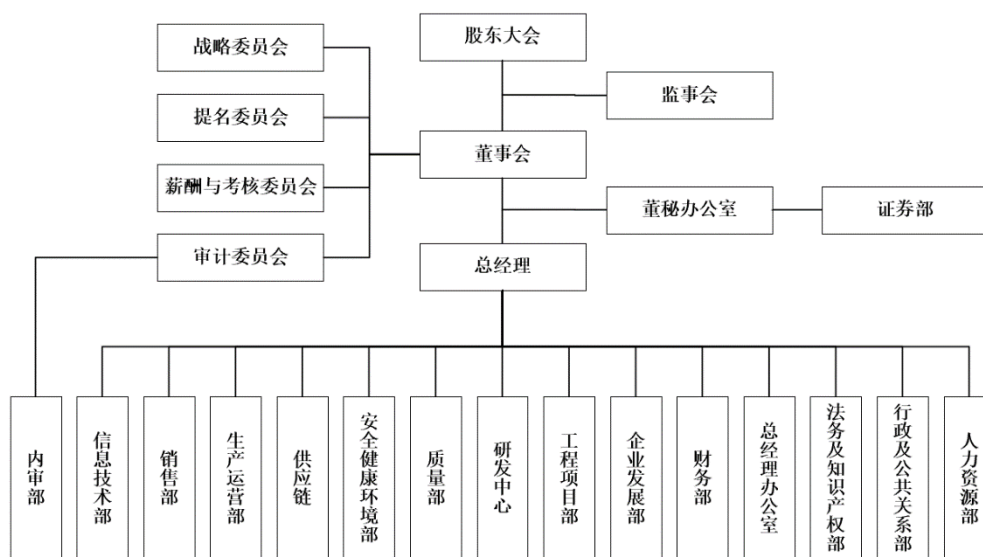 战略委员会
股东大会
监事会
提名委员会
董事会
薪酬与考核委员会
董秘办公室
证券部
审计委员会
总经理
内审部
信息技术部
销售部
生产运营部
供应链
安全健康环境部
质量部
研发中心
工程项目部
企业发展部
财务部
总经理办公室
法务及知识产权部
行政及公共关系部
人力资源部